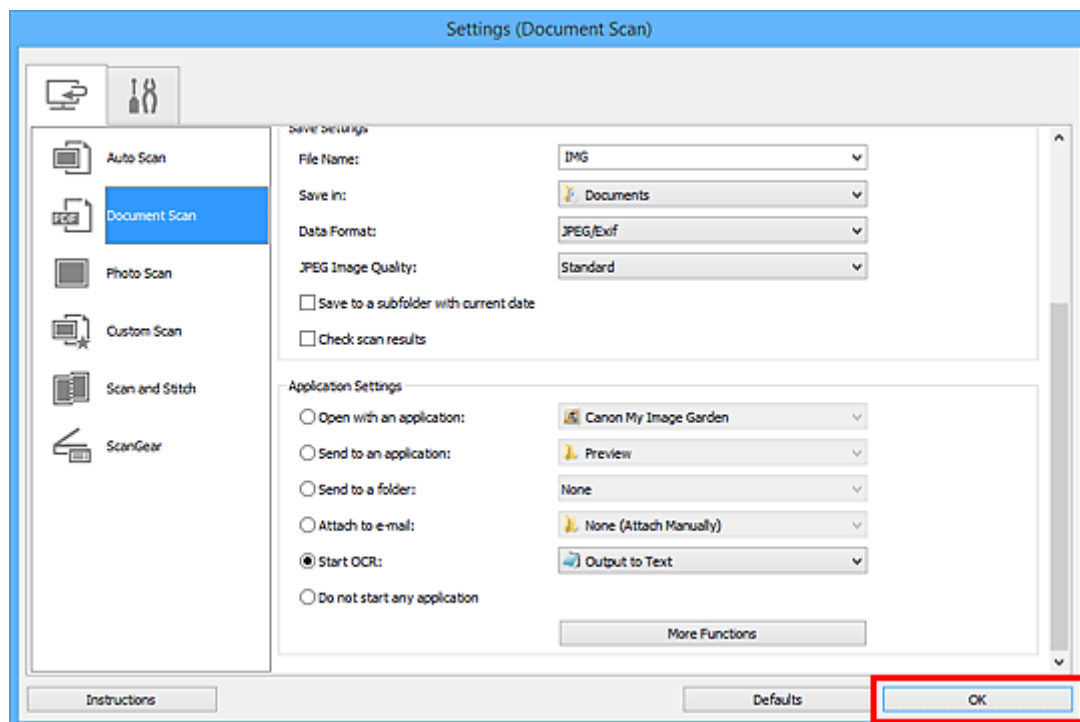 Settings (Document Scan)
Save Settings
Auto Scan
Document Scan
Photo Scan
Custom Scan
Scan and Stitch
ScanGear
PDF
File Name: IMG
Save in: Documents
Data Format: JPEG/Exif
JPEG Image Quality: Standard
Save to a subfolder with current date
Check scan results
Application Settings
Open with an application: Canon My Image Garden
Send to an application: Preview
Send to a folder: None
Attach to e-mail: None (Attach Manually)
Start OCR: Output to Text
Do not start any application
More Functions
Instructions Defaults OK